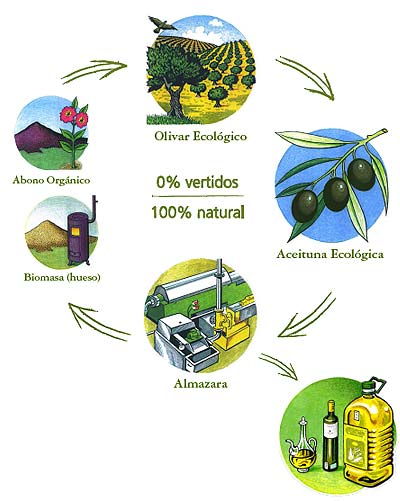 Olivar Ecológico
Abono Orgánico
0% vertidos
100% natural
Aceituna Ecológica
Biomasa (hueso)
Almazara